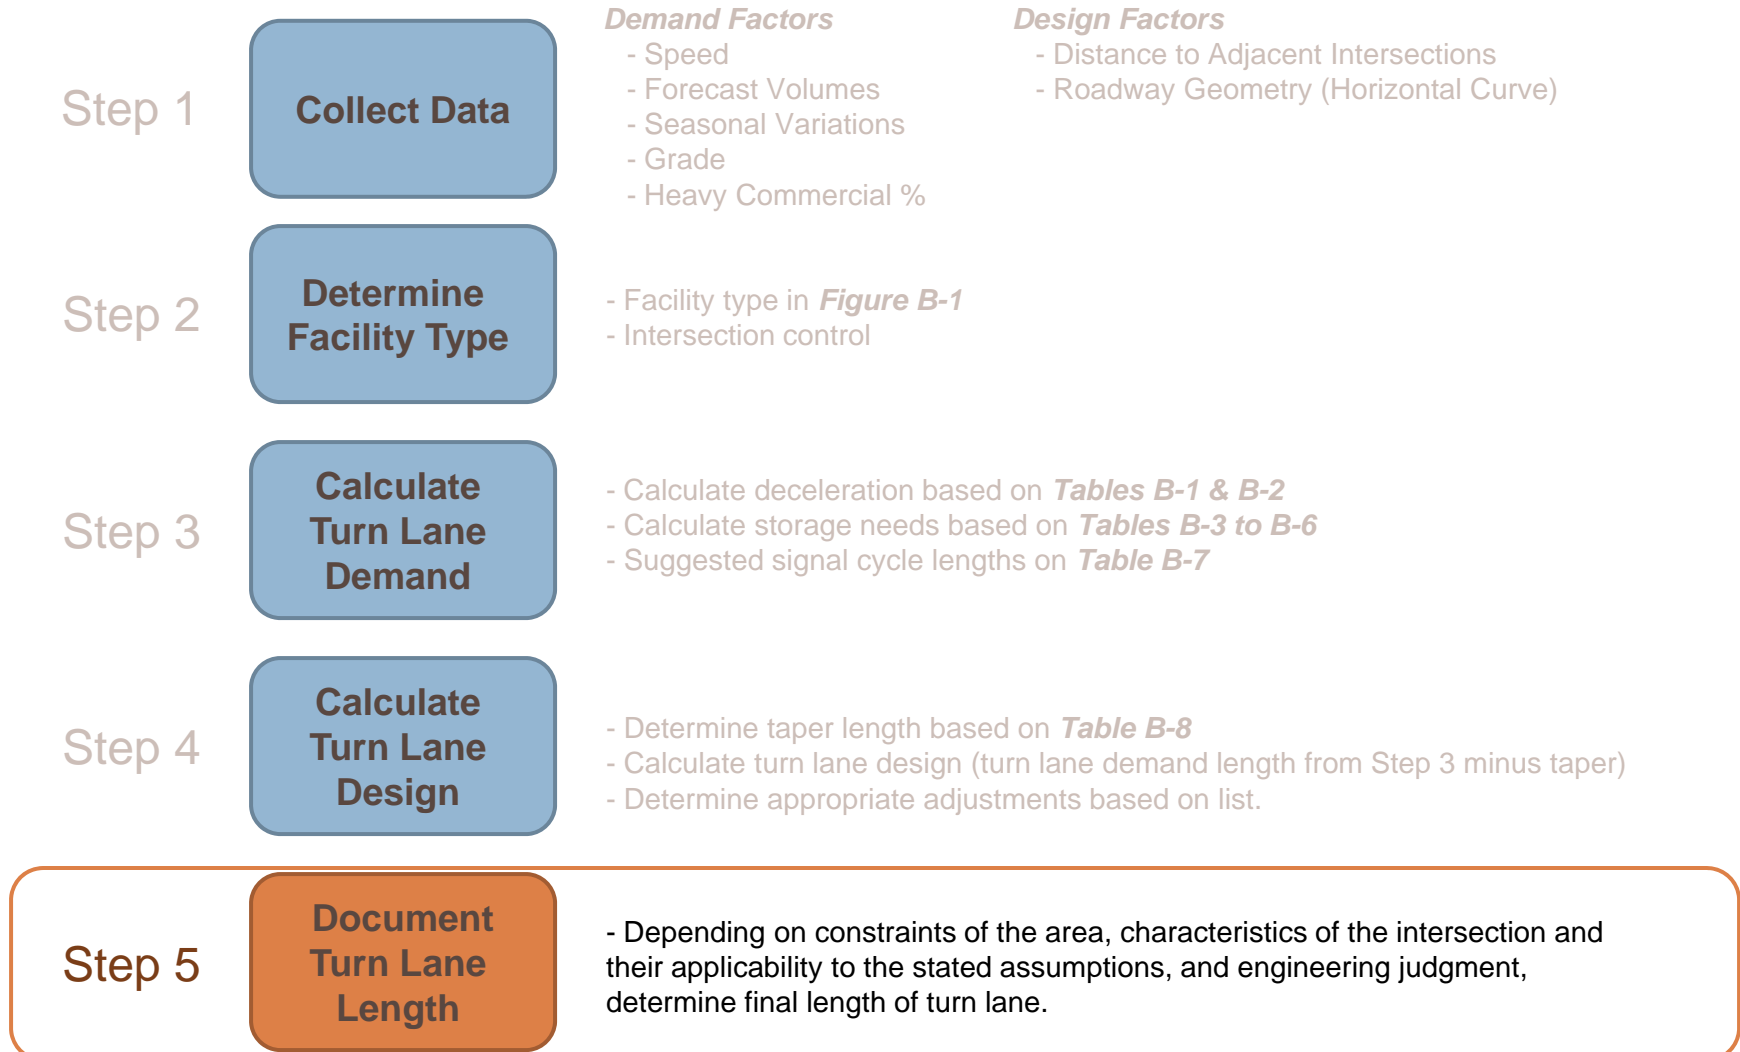 Step 1
Collect Data
Demand Factors
- Speed
- Forecast Volumes
- Seasonal Variations
- Grade
- Heavy Commercial %
Design Factors
- Distance to Adjacent Intersections
- Roadway Geometry (Horizontal Curve)
Step 2
Determine
Facility Type
- Facility type in Figure B-1
- Intersection control
Step 3
Calculate
Turn Lane
Demand
- Calculate deceleration based on Tables B-1 & B-2
- Calculate storage needs based on Tables B-3 to B-6
- Suggested signal cycle lengths on Table B-7
Step 4
Calculate
Turn Lane
Design
- Determine taper length based on Table B-8
- Calculate turn lane design (turn lane demand length from Step 3 minus taper)
- Determine appropriate adjustments based on list.
Step 5
Document
Turn Lane
Length
- Depending on constraints of the area, characteristics of the intersection and
their applicability to the stated assumptions, and engineering judgment,
determine final length of turn lane.